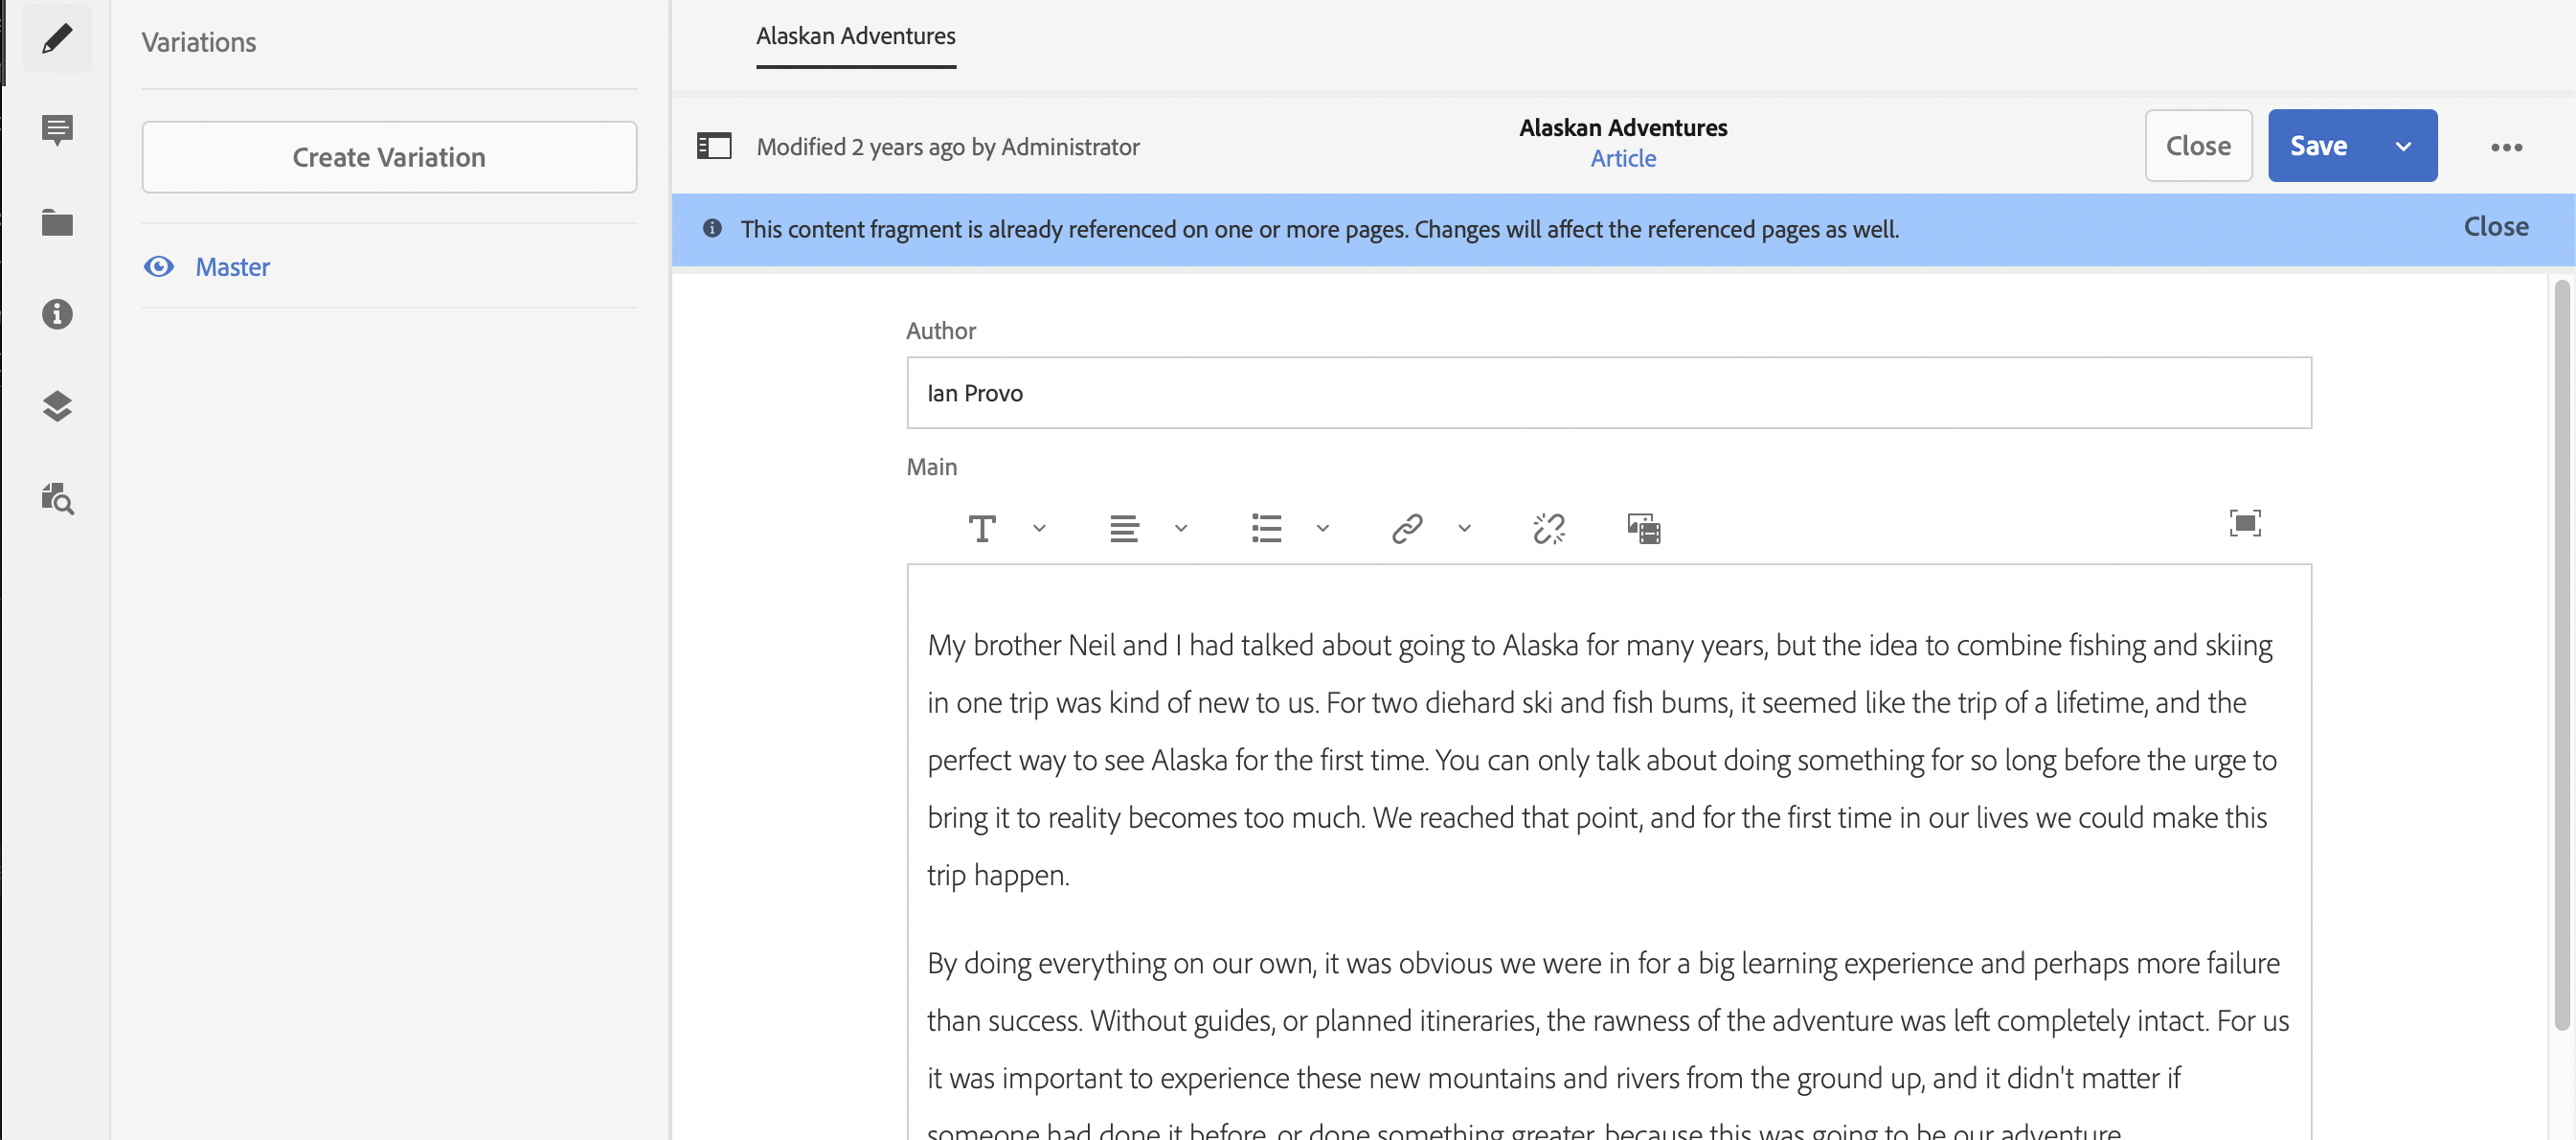 Variations
Create Variation
Master
Alaskan Adventures
Modified 2 years ago by Administrator
Alaskan Adventures
Article
Close
Save
This content fragment is already referenced on one or more pages. Changes will affect the referenced pages as well.
Close
Author
Ian Provo
Main
My brother Neil and I had talked about going to Alaska for many years, but the idea to combine fishing and skiing
in one trip was kind of new to us. For two diehard ski and fish bums, it seemed like the trip of a lifetime, and the
perfect way to see Alaska for the first time. You can only talk about doing something for so long before the urge to
bring it to reality becomes too much. We reached that point, and for the first time in our lives we could make this
trip happen.
By doing everything on our own, it was obvious we were in for a big learning experience and perhaps more failure
than success. Without guides, or planned itineraries, the rawness of the adventure was left completely intact. For us
it was important to experience these new mountains and rivers from the ground up, and it didn't matter if
someone had done it before, or done something greater, because this was going to be our adventure.